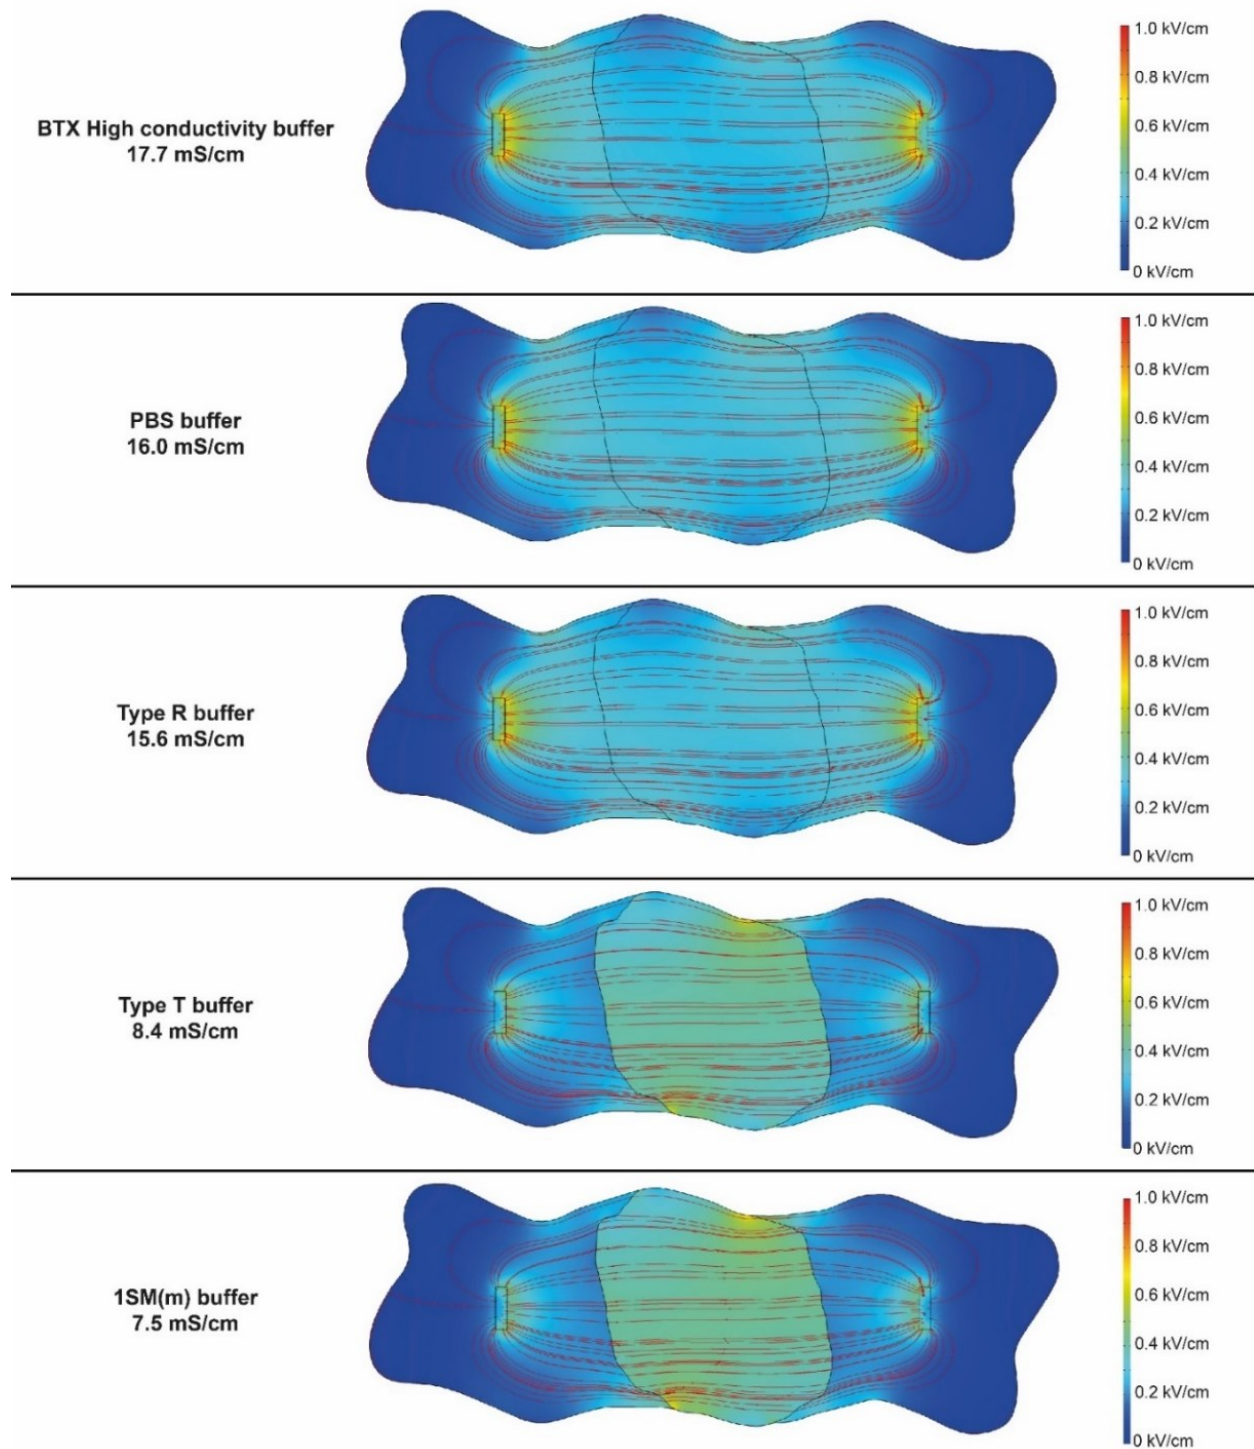 BTX High conductivity buffer
17.7 mS/cm
1.0 kV/cm
0.8 kV/cm
0.6 kV/cm
0.4 kV/cm
0.2 kV/cm
0 kV/cm
PBS buffer
16.0 mS/cm
1.0 kV/cm
0.8 kV/cm
0.6 kV/cm
0.4 kV/cm
0.2 kV/cm
0 kV/cm
Type R buffer
15.6 mS/cm
1.0 kV/cm
0.8 kV/cm
0.6 kV/cm
0.4 kV/cm
0.2 kV/cm
0 kV/cm
Type T buffer
8.4 mS/cm
1.0 kV/cm
0.8 kV/cm
0.6 kV/cm
0.4 kV/cm
0.2 kV/cm
0 kV/cm
1SM(m) buffer
7.5 mS/cm
1.0 kV/cm
0.8 kV/cm
0.6 kV/cm
0.4 kV/cm
0.2 kV/cm
0 kV/cm